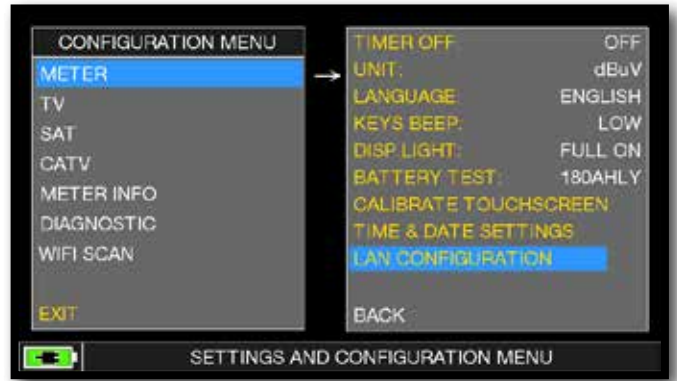 CONFIGURATION MENU
METER
TV
SAT
CATV
METER INFO
DIAGNOSTIC
WIFI SCAN
EXIT
TIMER OFF OFF
UNIT: dBuV
LANGUAGE ENGLISH
KEYS BEEP: LOW
DISP.LIGHT: FULL ON
BATTERY TEST: 180AHLY
CALIBRATE TOUCHSCREEN
TIME & DATE SETTINGS
LAN CONFIGURATION
BACK
SETTINGS AND CONFIGURATION MENU